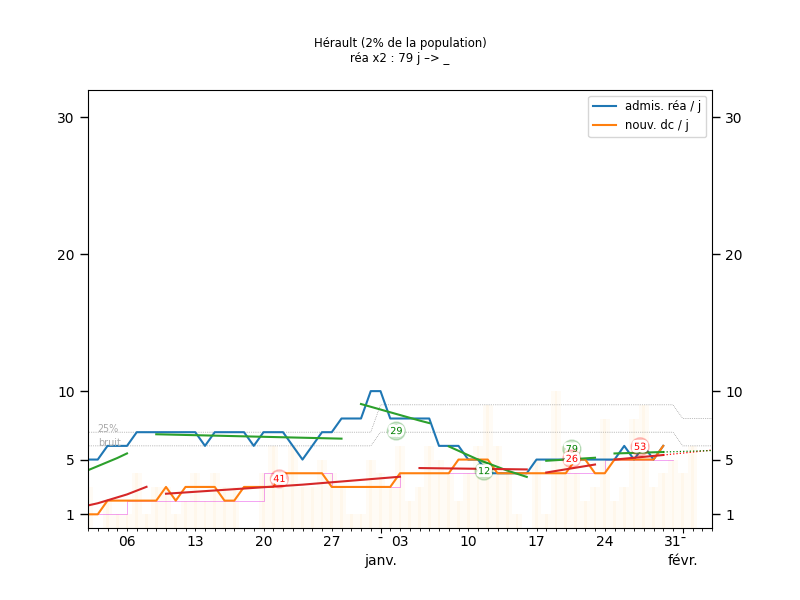 Hérault (2% de la population)
réa x2 : 79 j –> _
admis. réa / j
nouv. dc / j
30 30
20 20
10 10
25%
bruit
29
53
79
26
5 5
12
41
1 1
06 13 20 27 - 03 10 17 24 31 -
janv. févr.